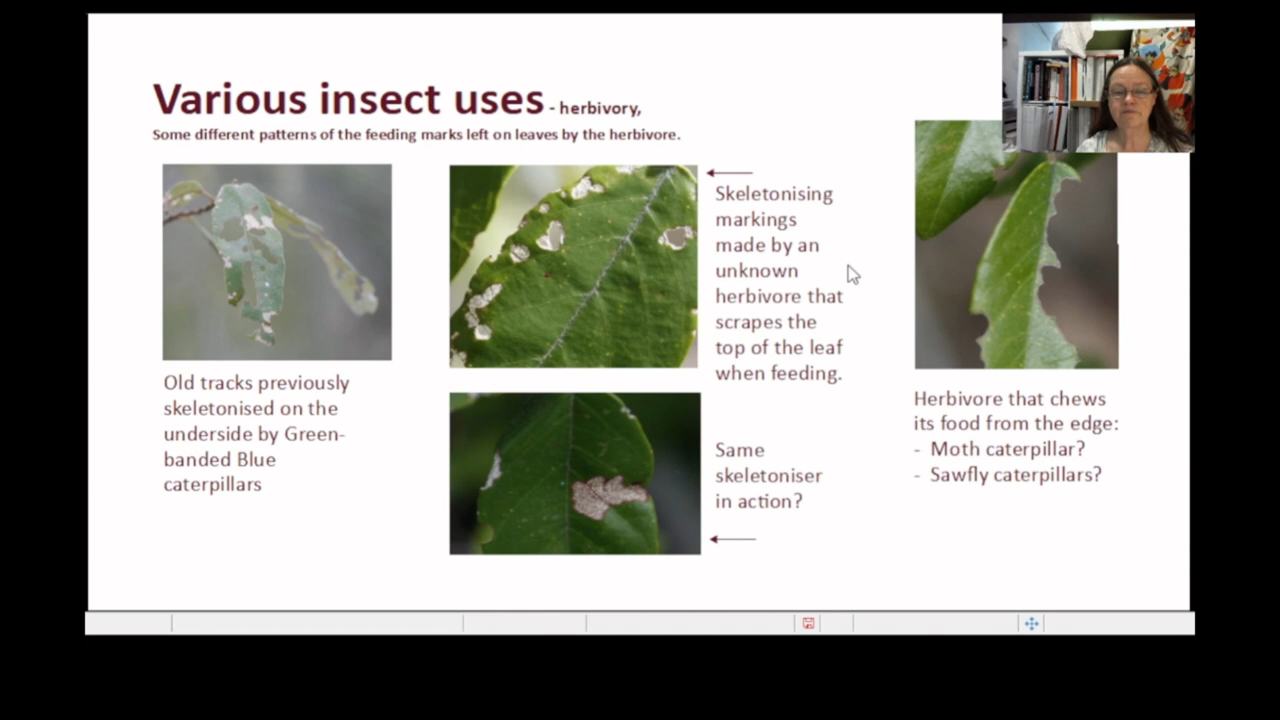 Various insect uses - herbivory,
Some different patterns of the feeding marks left on leaves by the herbivore.
Old tracks previously
skeletonised on the
underside by Green-
banded Blue
caterpillars
Skeletonising
markings
made by an
unknown
herbivore that
scrapes the
top of the leaf
when feeding.
Same
skeletoniser
in action?
Herbivore that chews
its food from the edge:
- Moth caterpillar?
- Sawfly caterpillars?